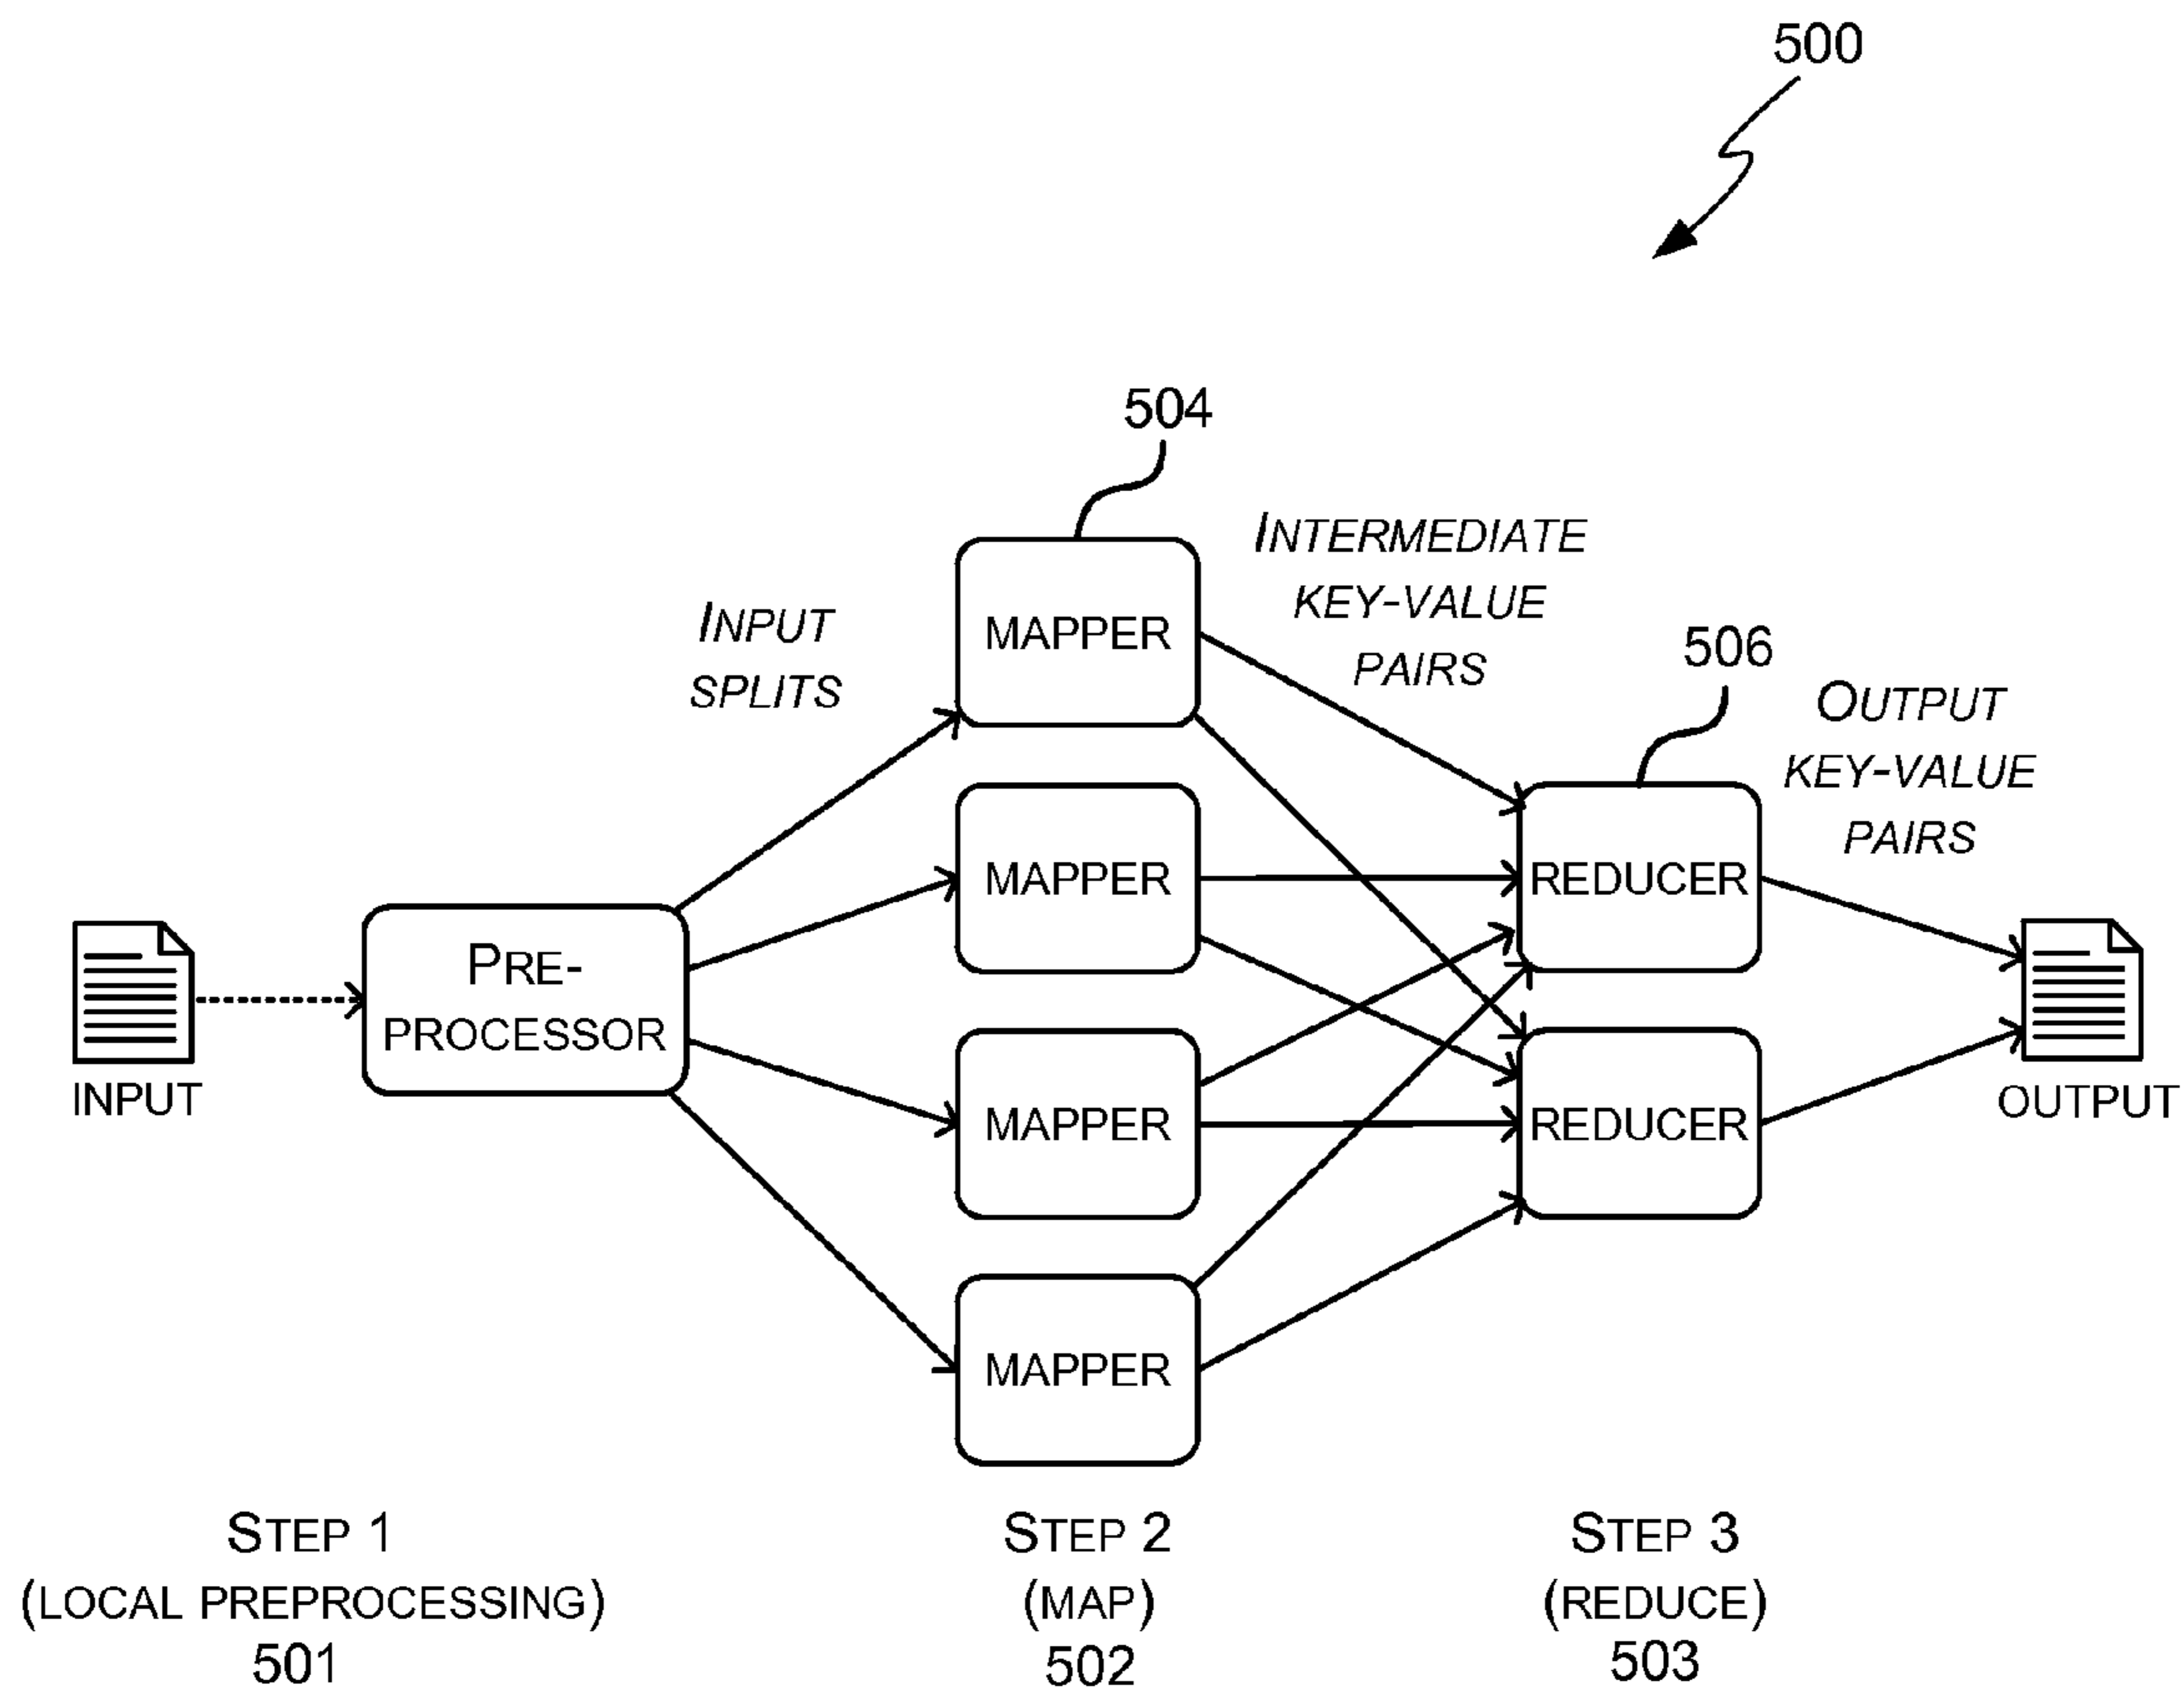 500
504
INTERMEDIATE
KEY-VALUE
PAIRS
INPUT
SPLITS
MAPPER
506
OUTPUT
KEY-VALUE
PAIRS
MAPPER
REDUCER
PRE-
PROCESSOR
INPUT
MAPPER
REDUCER
OUTPUT
MAPPER
STEP 1
(LOCAL PREPROCESSING)
501
STEP 2
(MAP)
502
STEP 3
(REDUCE)
503